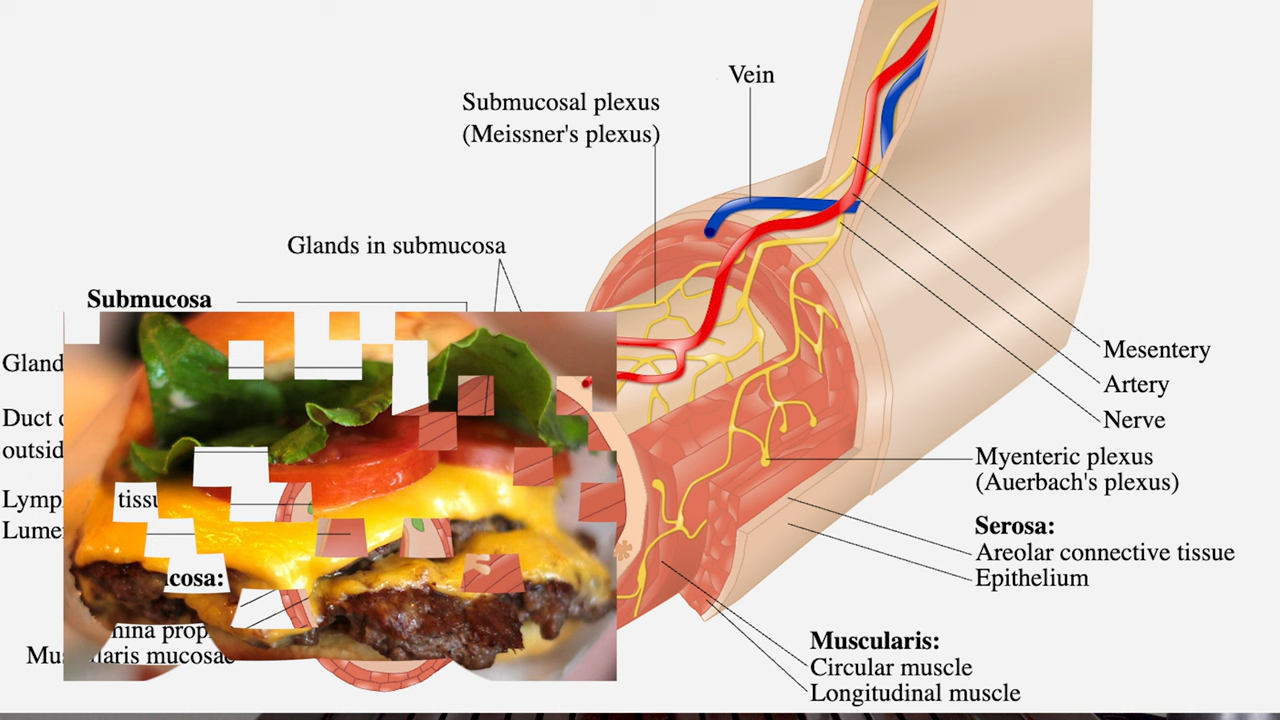 Vein
Submucosal plexus
(Meissner's plexus)
Glands in submucosa
Submucosa
Mesentery
Artery
Nerve
Myenteric plexus
(Auerbach's plexus)
Serosa:
Areolar connective tissue
Epithelium
Muscularis:
Circular muscle
Longitudinal muscle
Duct